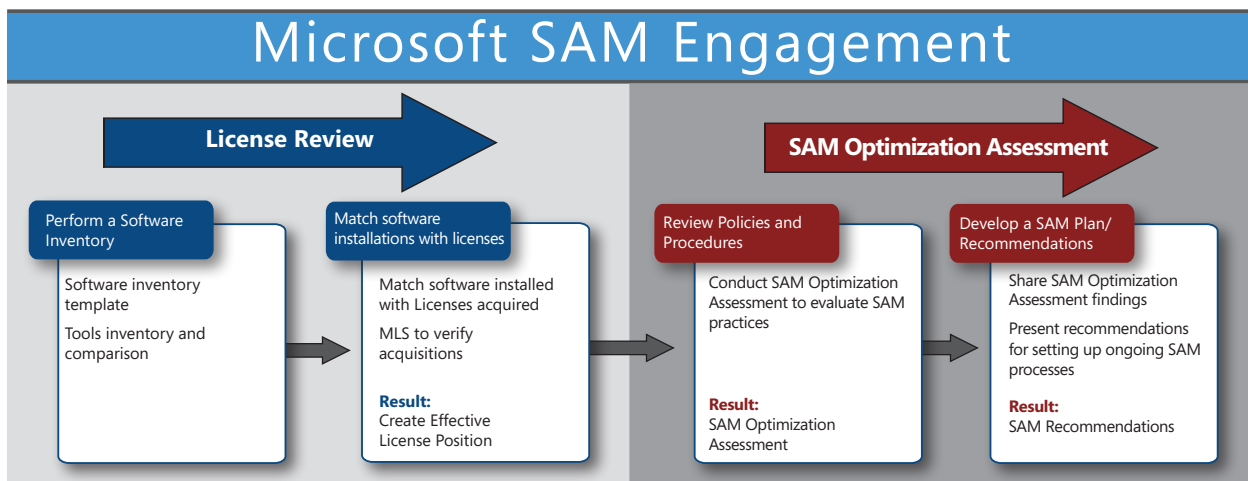 Microsoft SAM Engagement
License Review
SAM Optimization Assessment
Perform a Software
Inventory
Software inventory
template
Tools inventory and
comparison
Match software
installations with licenses
Match software installed
with Licenses acquired
MLS to verify
acquisitions
Result:
Create Effective
License Position
Review Policies and
Procedures
Conduct SAM Optimization
Assessment to evaluate SAM
practices
Result:
SAM Optimization
Assessment
Develop a SAM Plan/
Recommendations
Share SAM Optimization
Assessment findings
Present recommendations
for setting up ongoing SAM
processes
Result:
SAM Recommendations